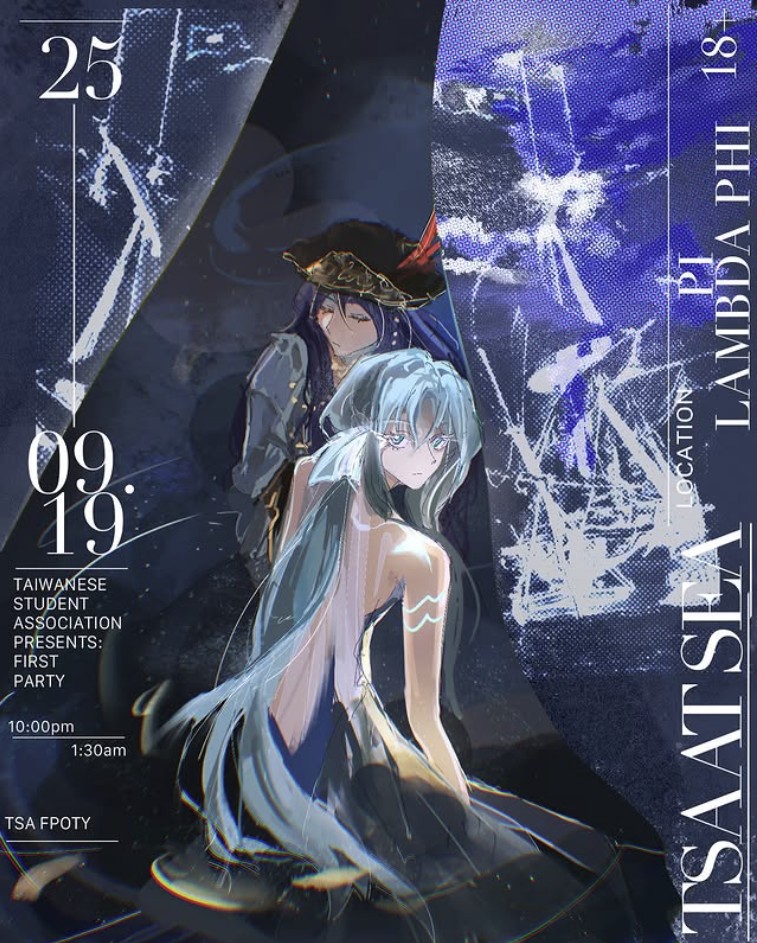 25
09.
19
TAIWANESE
STUDENT
ASSOCIATION
PRESENTS:
FIRST
PARTY
10:00pm
1:30am
TSA FPOTY
18+
PI
LAMBDA PHI
LOCATION
TSA AT SEA